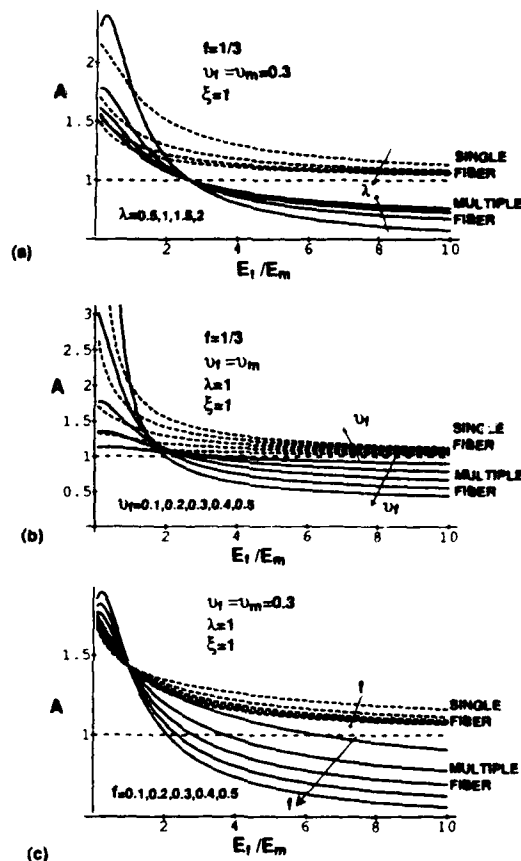 f=1/3
υf =υm=0.3
ξ=1
A
2
1.5
1
SINGLE
FIBER
λ
MULTIPLE
FIBER
λ=0.5,1,1.5,2
2 4 6 8 10
(a)
Ef /Em
3
f=1/3
υf =υm
λ=1
ξ=1
2.5
A
2
1.5
1
0.5
υf
SINGLE
FIBER
MULTIPLE
FIBER
υf=0.1,0.2,0.3,0.4,0.5
υf
2 4 6 8 10
(b)
Ef /Em
υf =υm=0.3
λ=1
ξ=1
A
1.5
1
f
SINGLE
FIBER
MULTIPLE
FIBER
f=0.1,0.2,0.3,0.4,0.5
f
2 4 6 8 10
(c)
Ef /Em